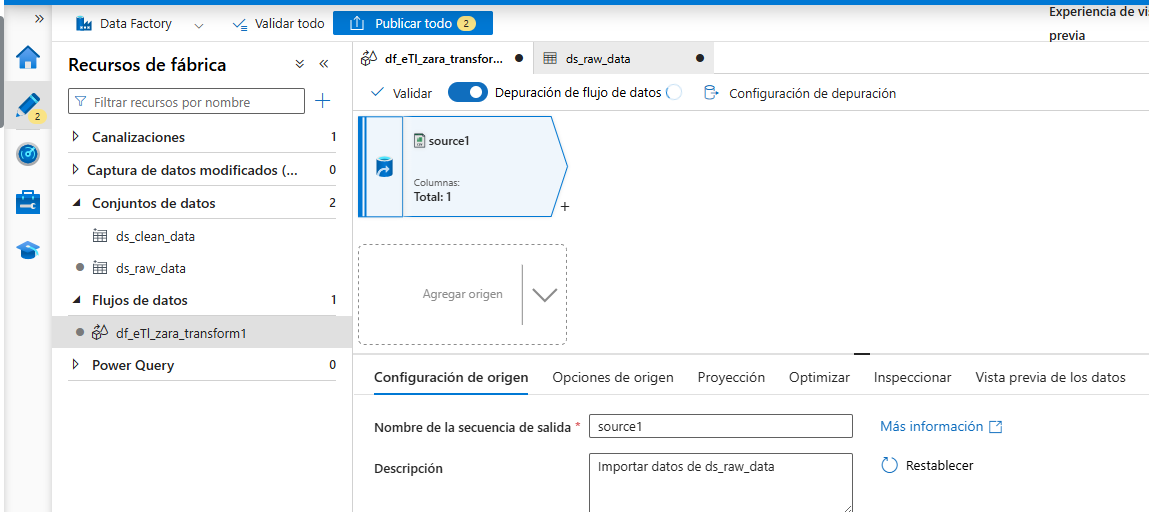 Experiencia de vi
previa
Data Factory
Validar todo
Publicar todo 2
Recursos de fábrica
Filtrar recursos por nombre
2
Canalizaciones 1
Captura de datos modificados (... 0
Conjuntos de datos 2
ds_clean_data
ds_raw_data
Flujos de datos 1
df_eTl_zara_transform1
Power Query 0
df_eTl_zara_transfor...
ds_raw_data
Validar
Depuración de flujo de datos
Configuración de depuración
source1
Columnas:
Total: 1
+
Agregar origen
Configuración de origen Opciones de origen Proyección Optimizar Inspeccionar Vista previa de los datos
Nombre de la secuencia de salida * source1 Más información
Descripción Importar datos de ds_raw_data Restablecer